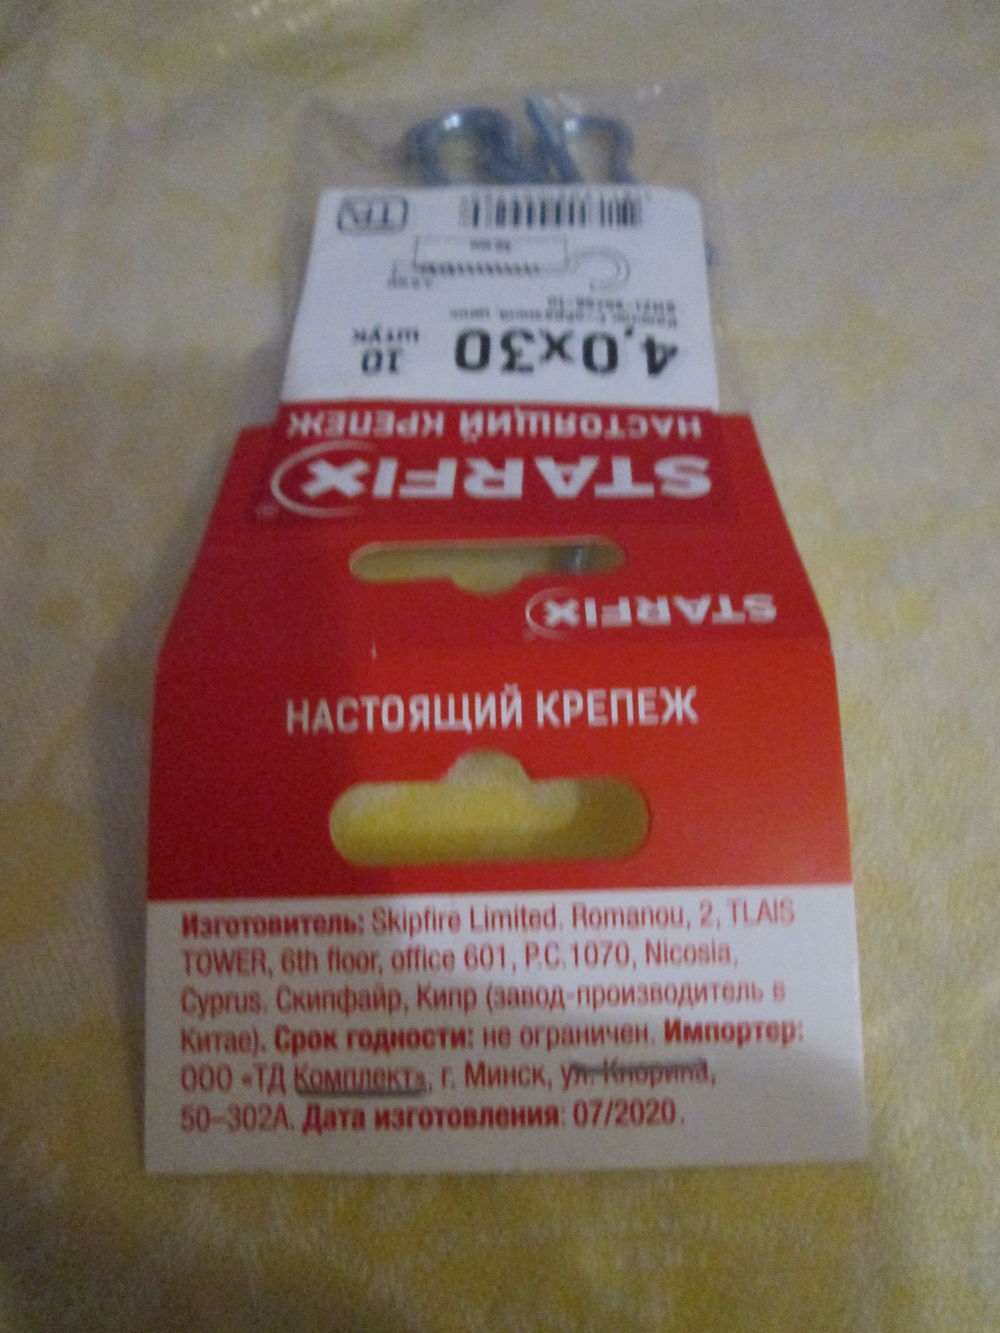 НАСТОЯЩИЙ КРЕПЕЖ
Изготовитель: Skipfire Limited, Romanou, 2, TLAIS
TOWER, 6th floor, office 601, P.C.1070, Nicosia,
Cyprus. Скипфайр, Кипр (завод-производитель в
Китае). Срок годности: не ограничен. Импортер:
ООО «ТД Комплект», г. Минск, ул. Кнорина,
50–302А. Дата изготовления: 07/2020.
STARFIX
STARFIX
НАСТОЯЩИЙ КРЕПЕЖ
4,0x30
10
штук